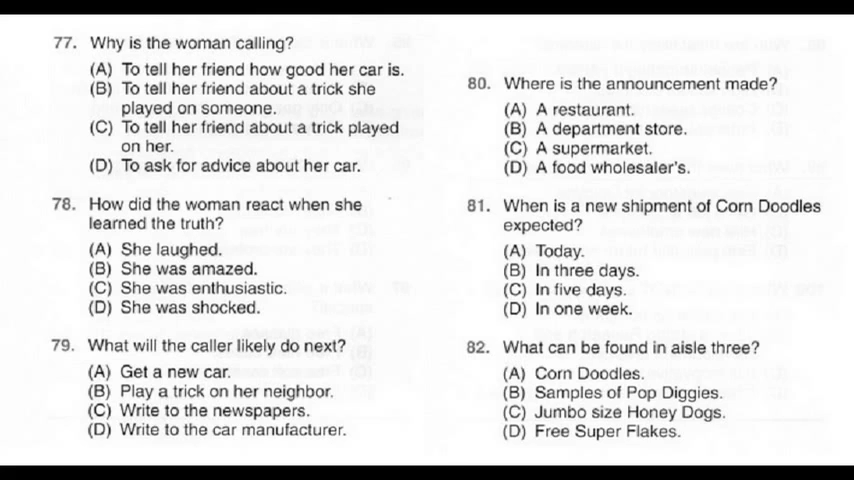 77. Why is the woman calling?
(A) To tell her friend how good her car is.
(B) To tell her friend about a trick she
played on someone.
(C) To tell her friend about a trick played
on her.
(D) To ask for advice about her car.
78. How did the woman react when she
learned the truth?
(A) She laughed.
(B) She was amazed.
(C) She was enthusiastic.
(D) She was shocked.
79. What will the caller likely do next?
(A) Get a new car.
(B) Play a trick on her neighbor.
(C) Write to the newspapers.
(D) Write to the car manufacturer.
80. Where is the announcement made?
(A) A restaurant.
(B) A department store.
(C) A supermarket.
(D) A food wholesaler's.
81. When is a new shipment of Corn Doodles
expected?
(A) Today.
(B) In three days.
(C) In five days.
(D) In one week.
82. What can be found in aisle three?
(A) Corn Doodles.
(B) Samples of Pop Diggies.
(C) Jumbo size Honey Dogs.
(D) Free Super Flakes.